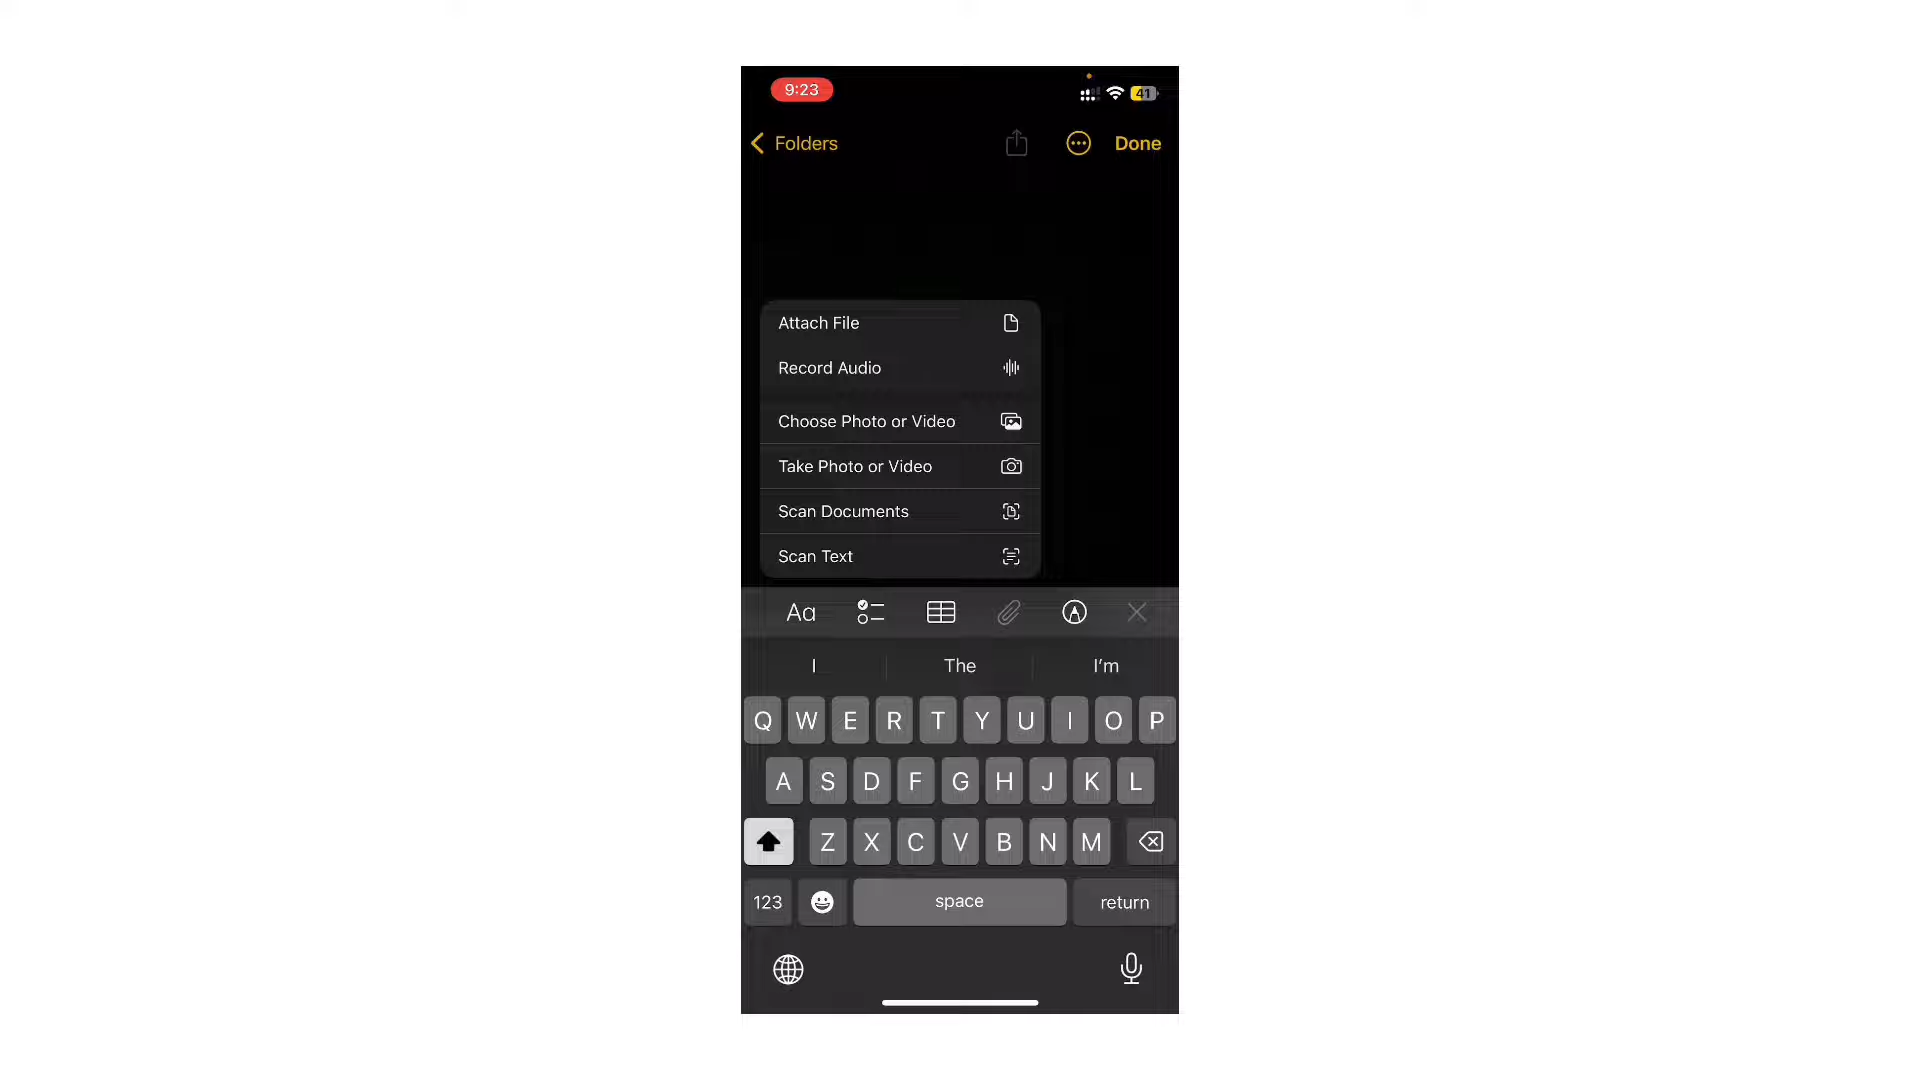 9:23
41
Folders
Done
Attach File
Record Audio
Choose Photo or Video
Take Photo or Video
Scan Documents
Scan Text
Aa
I The I'm
Q W E R T Y U I O P
A S D F G H J K L
Z X C V B N M
123 space return